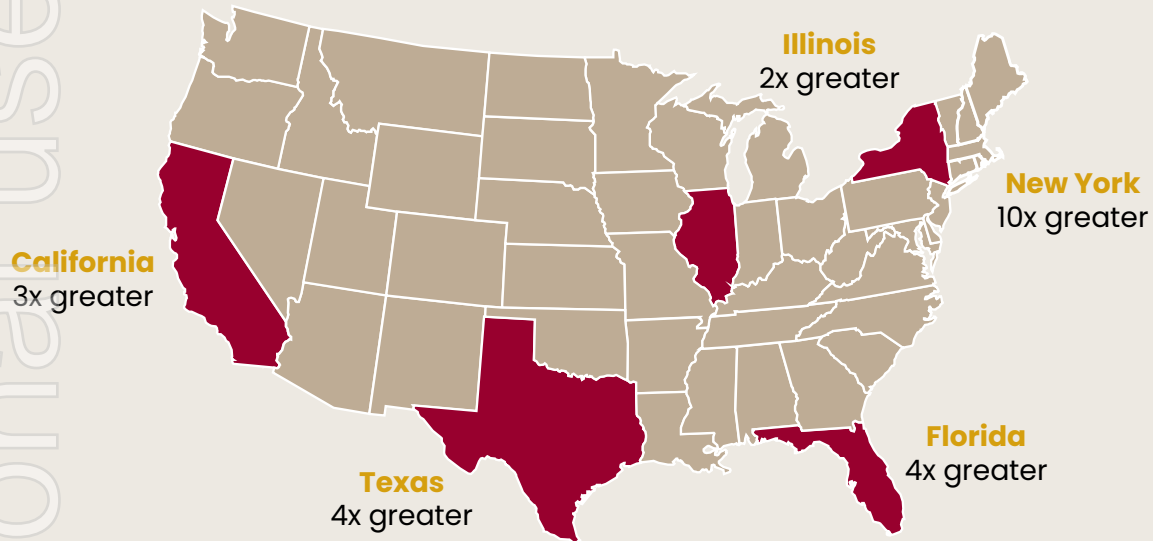 Illinois
2x greater
New York
10x greater
California
3x greater
Florida
4x greater
Texas
4x greater